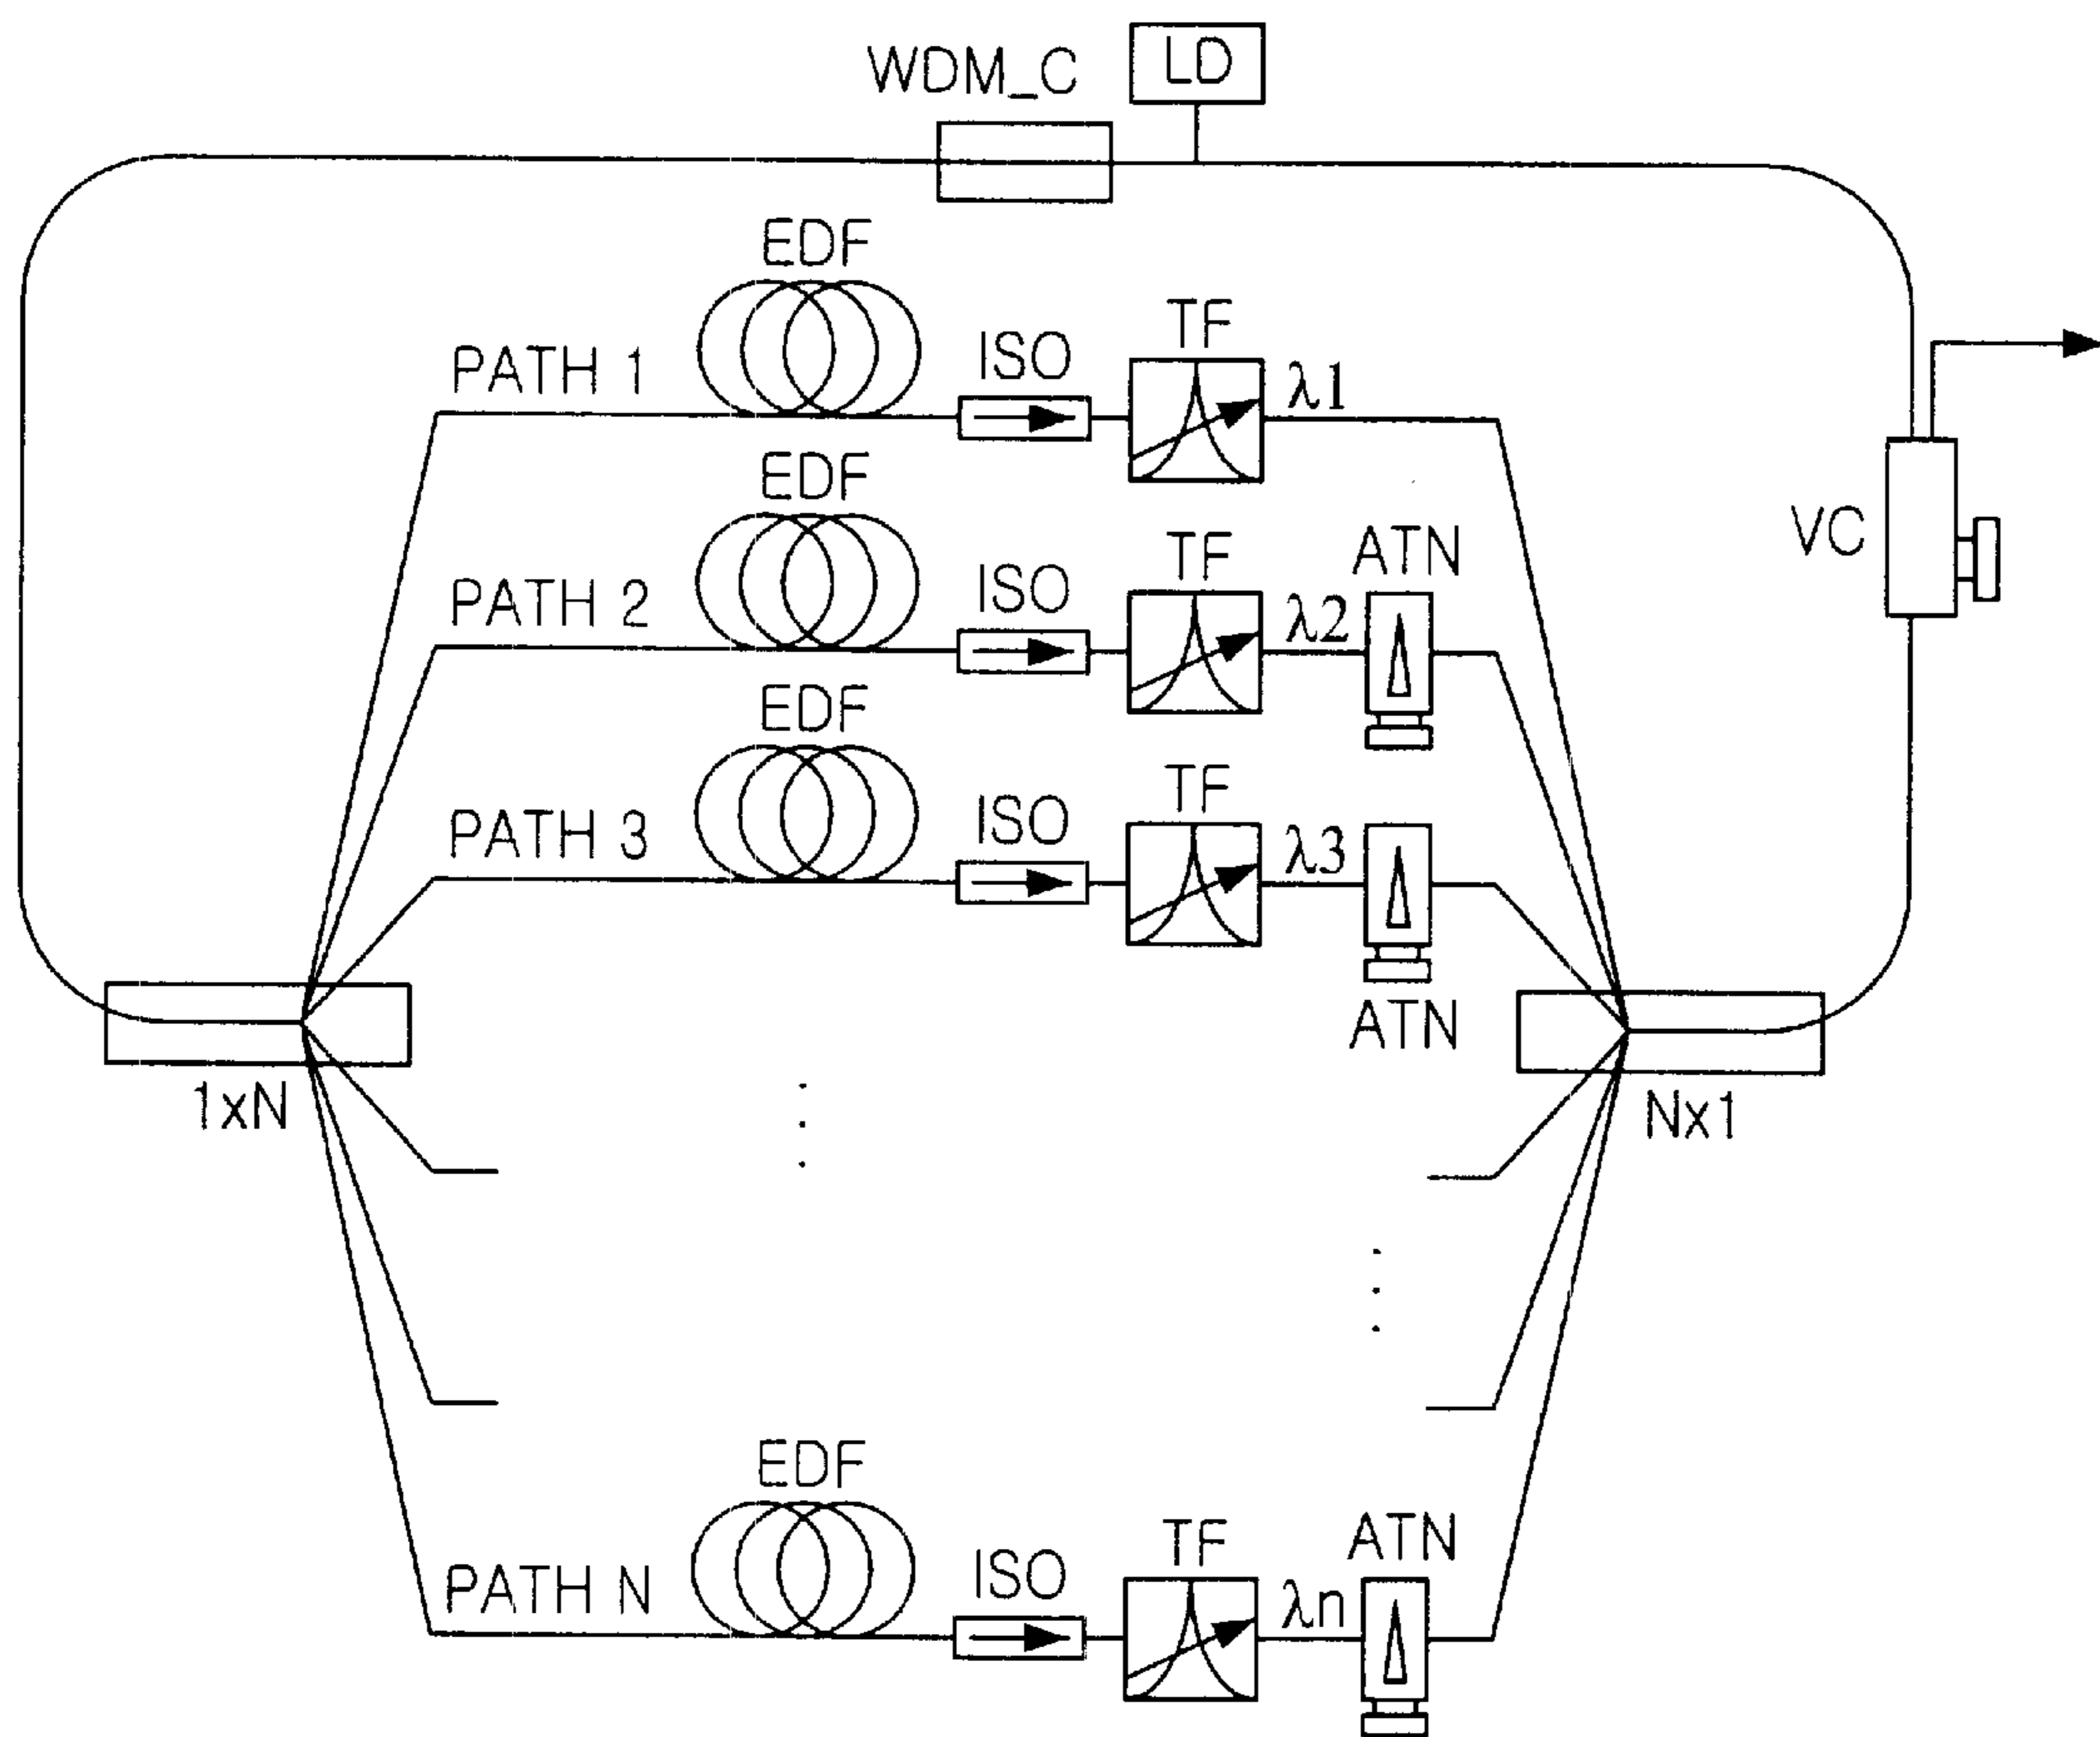 LD
WDM_C
EDF
PATH 1
ISO
TF
λ1
EDF
PATH 2
ISO
TF
λ2
ATN
VC
EDF
PATH 3
ISO
TF
λ3
ATN
1xN
Nx1
EDF
PATH N
ISO
TF
λn
ATN